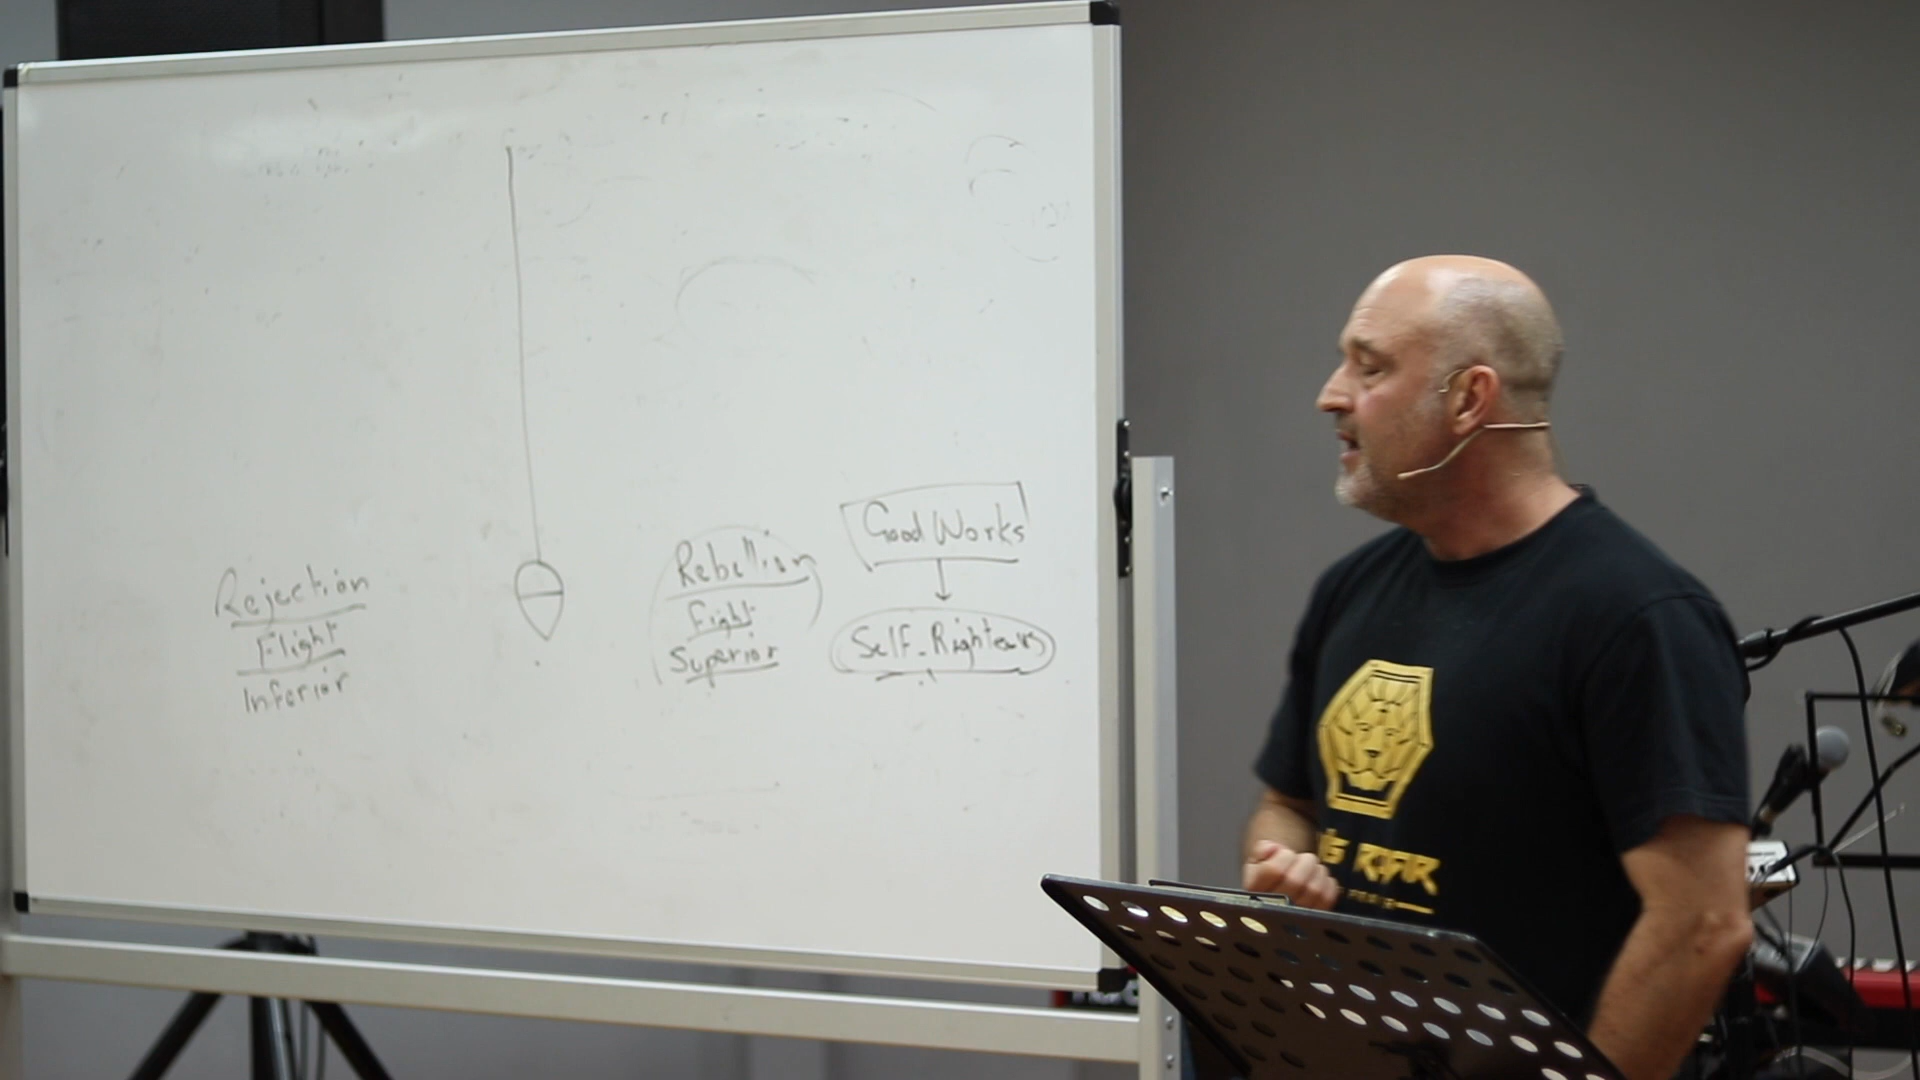 Rejection
Flight
Inferior
Rebellion
Fight
Superior
Good Works
Self-Righteous